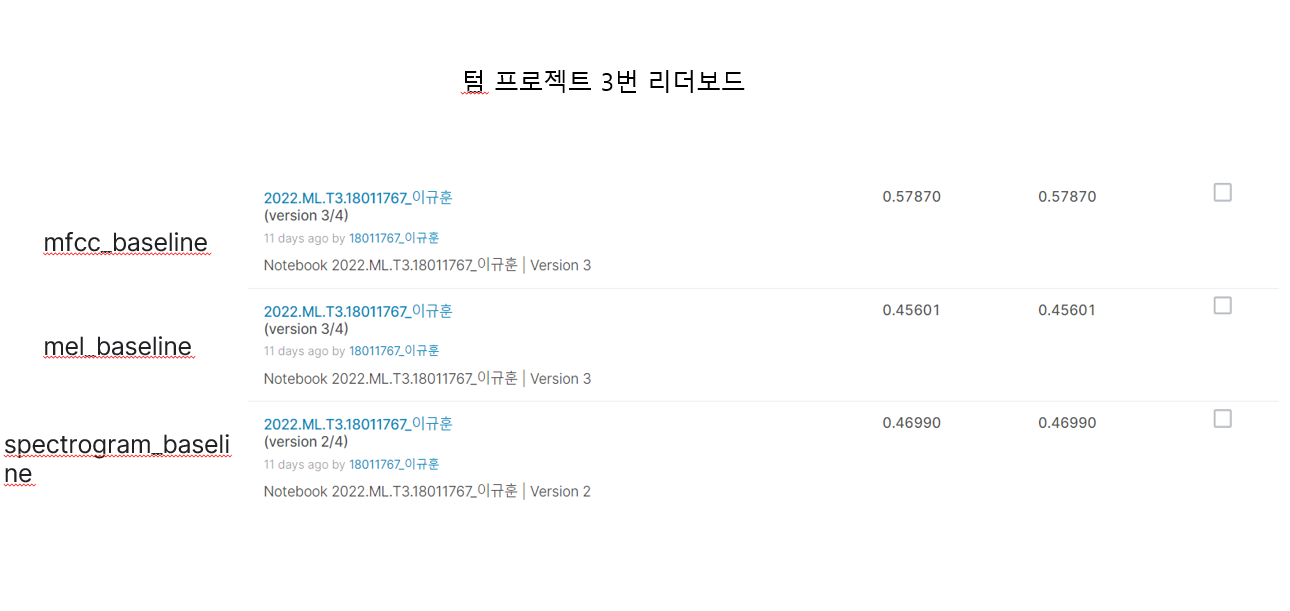 텀 프로젝트 3번 리더보드
mfcc_baseline
2022.ML.T3.18011767_이규훈
(version 3/4)
11 days ago by 18011767_이규훈
Notebook 2022.ML.T3.18011767_이규훈 | Version 3
0.57870 0.57870
mel_baseline
2022.ML.T3.18011767_이규훈
(version 3/4)
11 days ago by 18011767_이규훈
Notebook 2022.ML.T3.18011767_이규훈 | Version 3
0.45601 0.45601
spectrogram_baseli
ne
2022.ML.T3.18011767_이규훈
(version 2/4)
11 days ago by 18011767_이규훈
Notebook 2022.ML.T3.18011767_이규훈 | Version 2
0.46990 0.46990